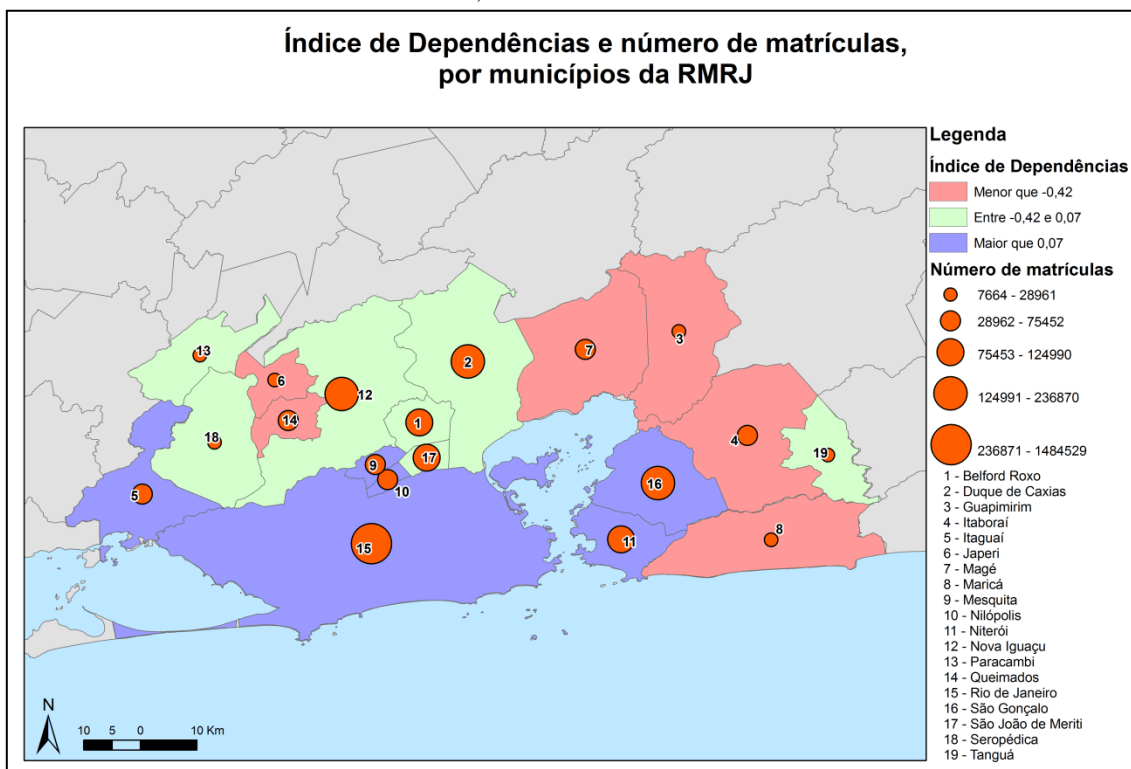 Índice de Dependências e número de matrículas,
por municípios da RMRJ
Legenda
Índice de Dependências
Menor que -0,42
Entre -0,42 e 0,07
Maior que 0,07
Número de matrículas
7664 - 28961
28962 - 75452
75453 - 124990
124991 - 236870
236871 - 1484529
1 - Belford Roxo
2 - Duque de Caxias
3 - Guapimirim
4 - Itaboraí
5 - Itaguaí
6 - Japeri
7 - Magé
8 - Maricá
9 - Mesquita
10 - Nilópolis
11 - Niterói
12 - Nova Iguaçu
13 - Paracambi
14 - Queimados
15 - Rio de Janeiro
16 - São Gonçalo
17 - São João de Meriti
18 - Seropédica
19 - Tanguá
3
7
13
2
6
12
14
1
4
18
19
17
9
10
16
5
11
8
15
N
10 5 0 10 Km